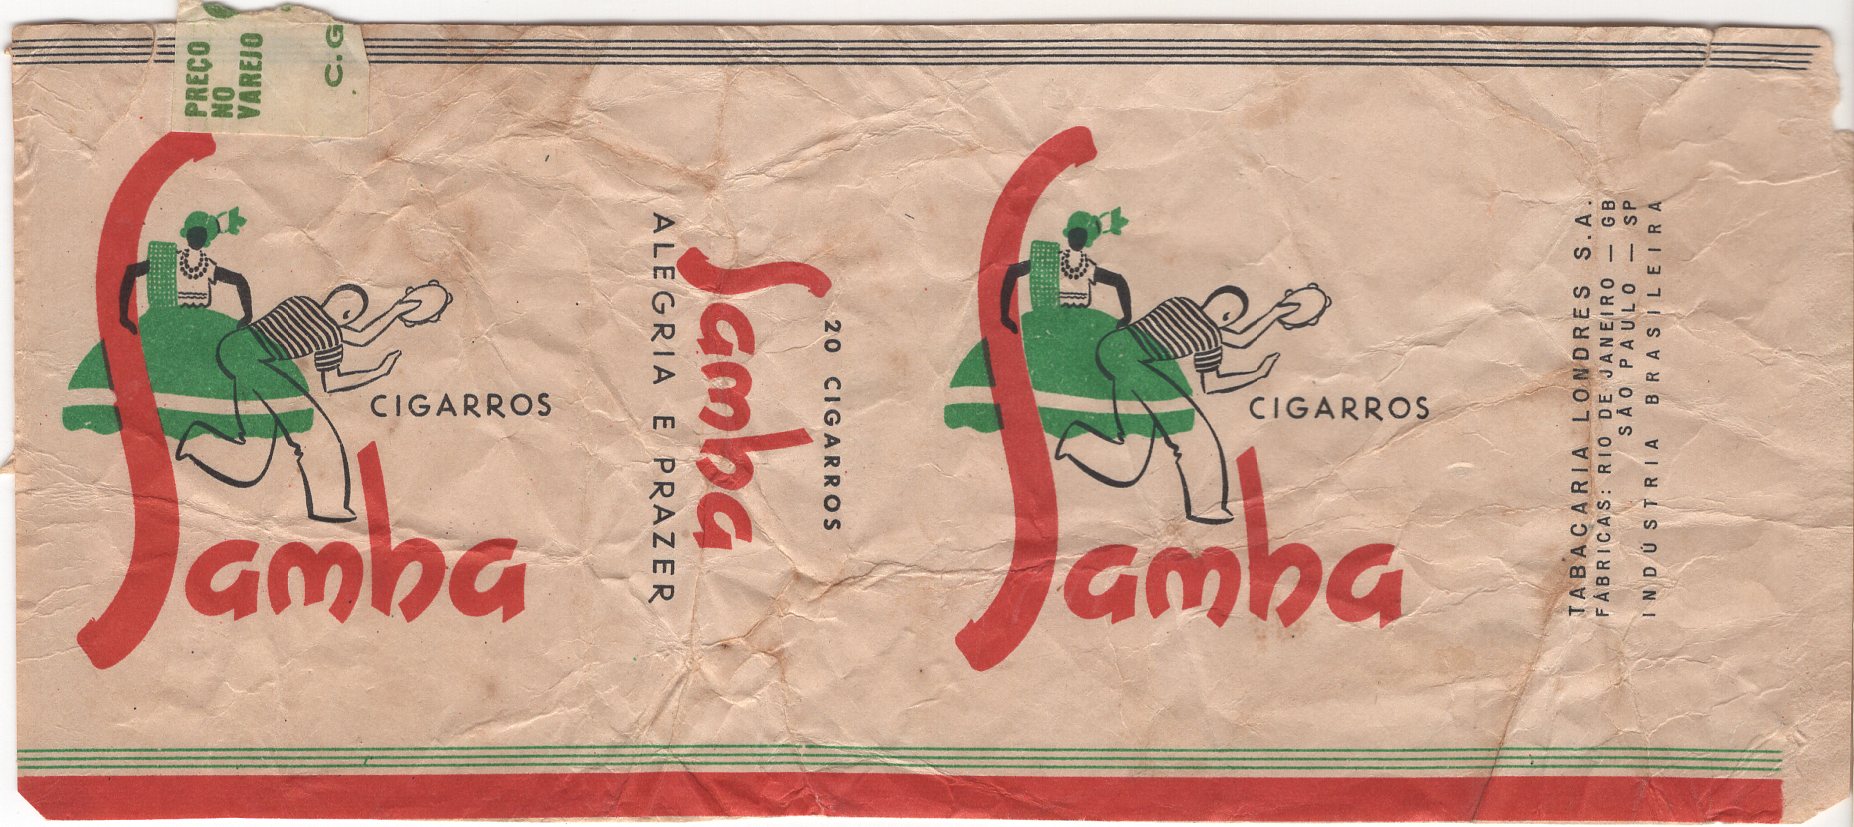 PREÇO
NO
VAREJO
C.G
CIGARROS
Samba
ALEGRIA E PRAZER
Samba
20 CIGARROS
CIGARROS
Samba
TABACARIA LONDRES S.A.
FÁBRICAS: RIO DE JANEIRO — GB
SÃO PAULO — SP
INDÚSTRIA BRASILEIRA